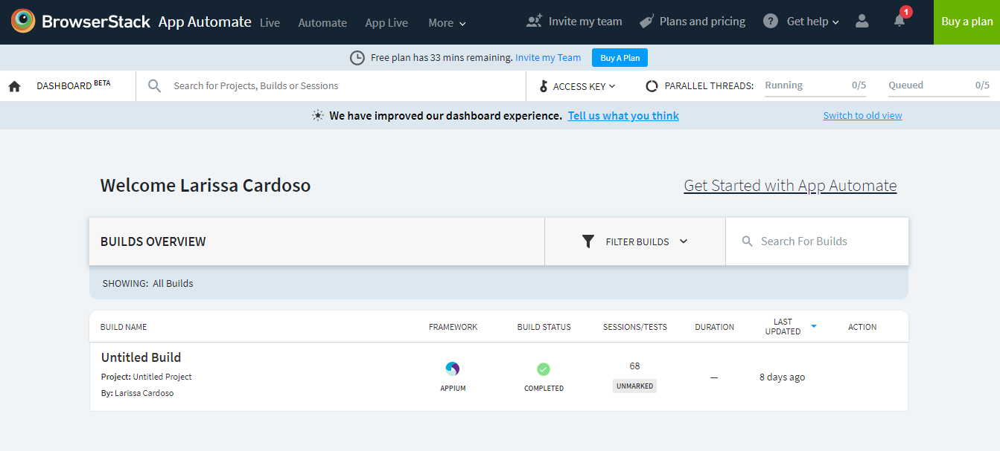 BrowserStack App Automate Live Automate App Live More Invite my team Plans and pricing ? Get help 1 Buy a plan
Free plan has 33 mins remaining. Invite my Team Buy A Plan
DASHBOARD BETA Search for Projects, Builds or Sessions ACCESS KEY PARALLEL THREADS: Running 0/5 Queued 0/5
We have improved our dashboard experience. Tell us what you think Switch to old view
Welcome Larissa Cardoso Get Started with App Automate
BUILDS OVERVIEW FILTER BUILDS Search For Builds
SHOWING: All Builds
BUILD NAME FRAMEWORK BUILD STATUS SESSIONS/TESTS DURATION LAST UPDATED ACTION
Untitled Build
Project: Untitled Project
By: Larissa Cardoso
APPIUM
COMPLETED
68
UNMARKED
—
8 days ago